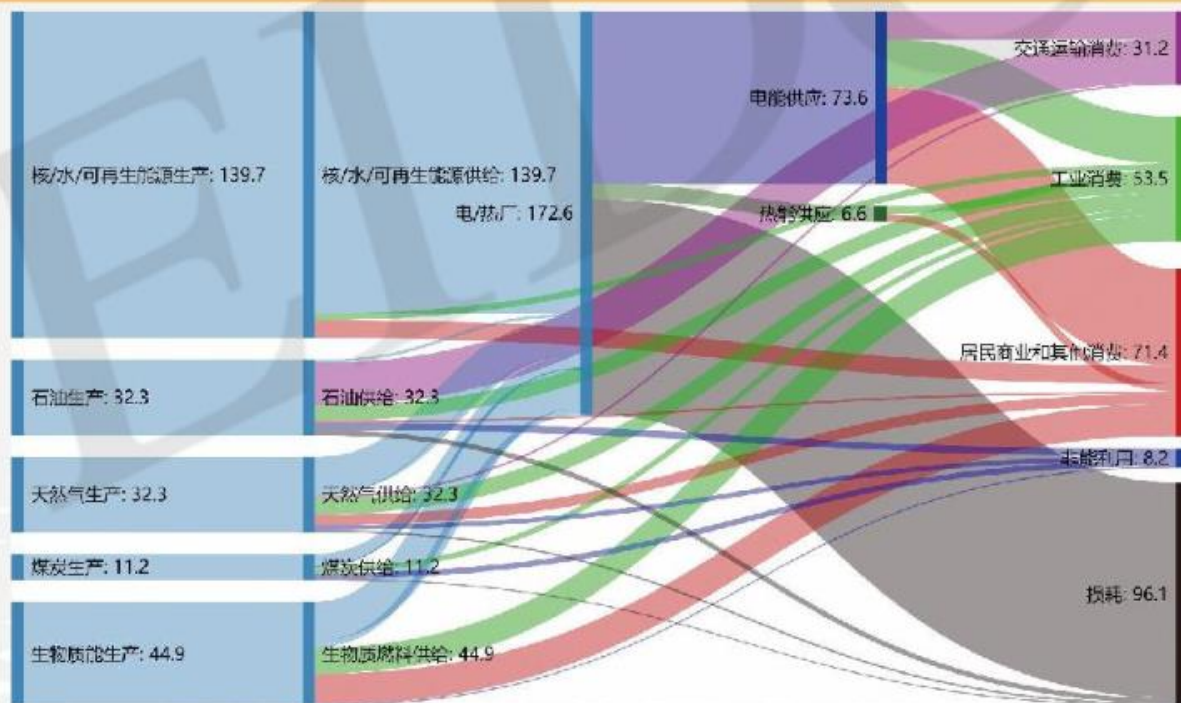 核/水/可再生能源生产: 139.7
石油生产: 32.3
天然气生产: 32.3
煤炭生产: 11.2
生物质能生产: 44.9
核/水/可再生能源供给: 139.7
电/热厂: 172.6
石油供给: 32.3
天然气供给: 32.3
煤炭供给: 11.2
生物质燃料供给: 44.9
电能供应: 73.6
热能供应: 6.6
交通运输消费: 31.2
工业消费: 53.5
居民商业和其他消费: 71.4
非能利用: 8.2
损耗: 96.1